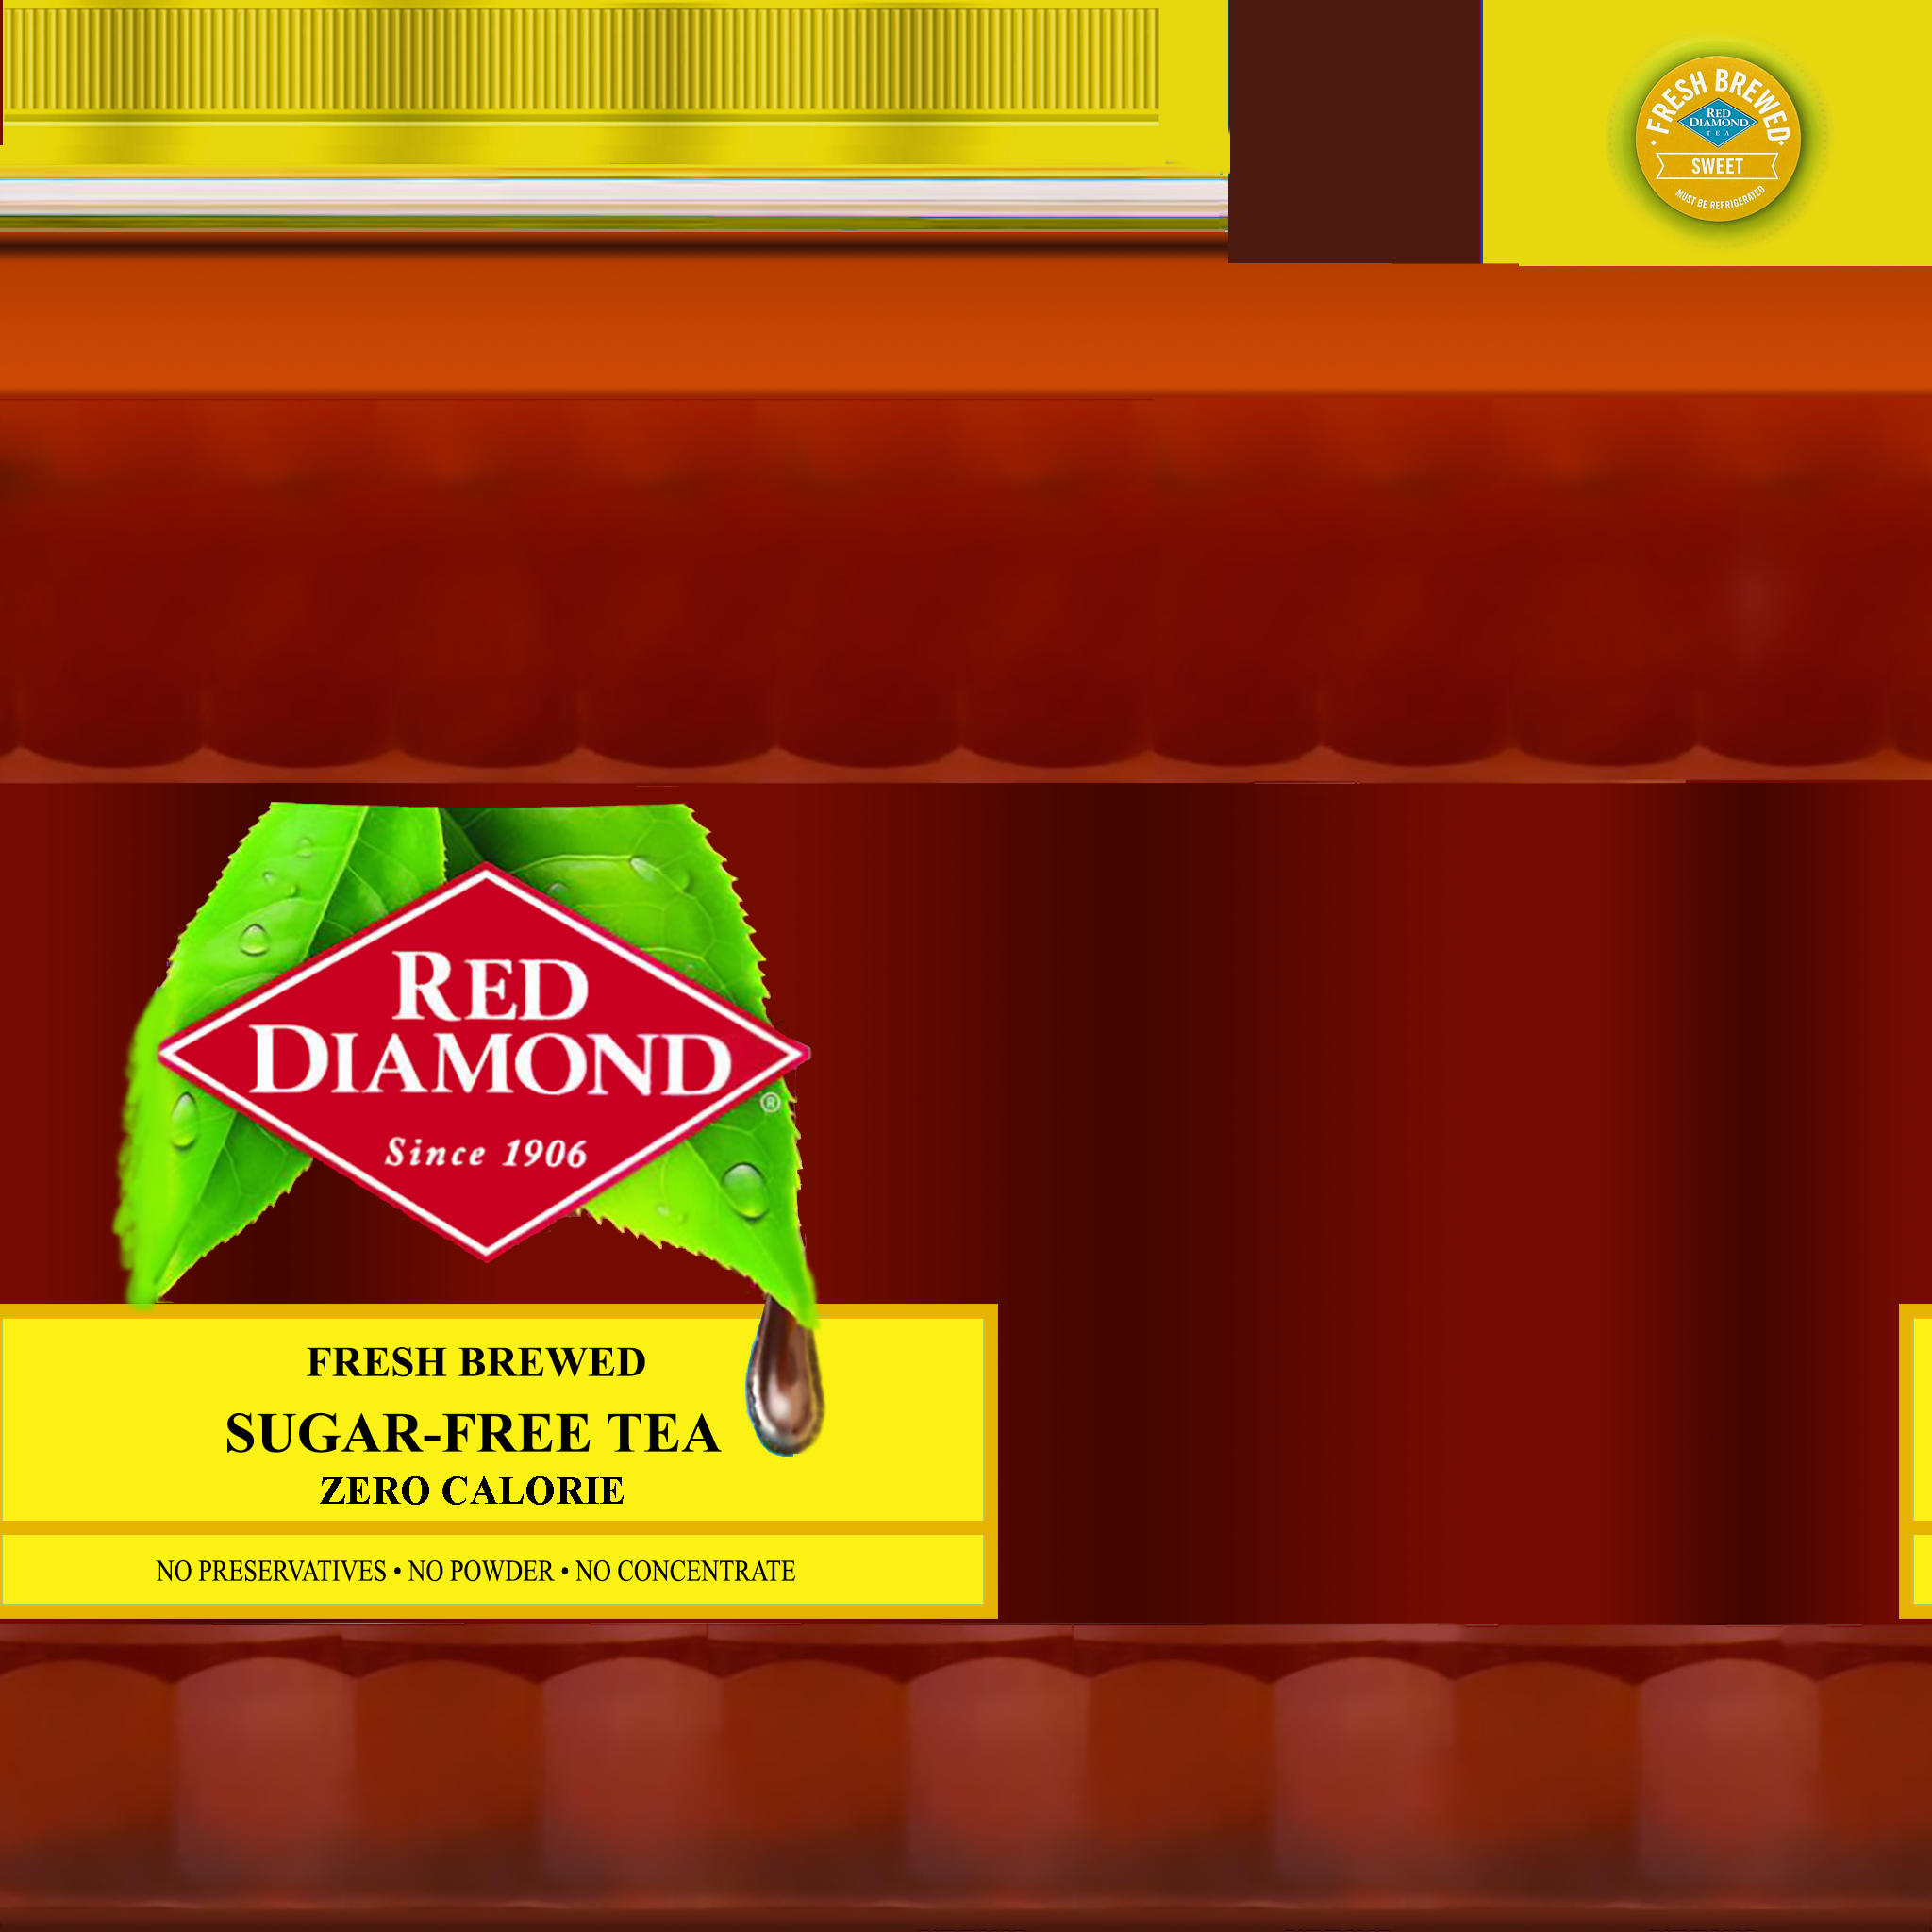 FRESH BREWED
RED
DIAMOND
TEA
SWEET
MUST BE REFRIGERATED
RED
DIAMOND
®
Since 1906
FRESH BREWED
SUGAR-FREE TEA
ZERO CALORIE
NO PRESERVATIVES • NO POWDER • NO CONCENTRATE